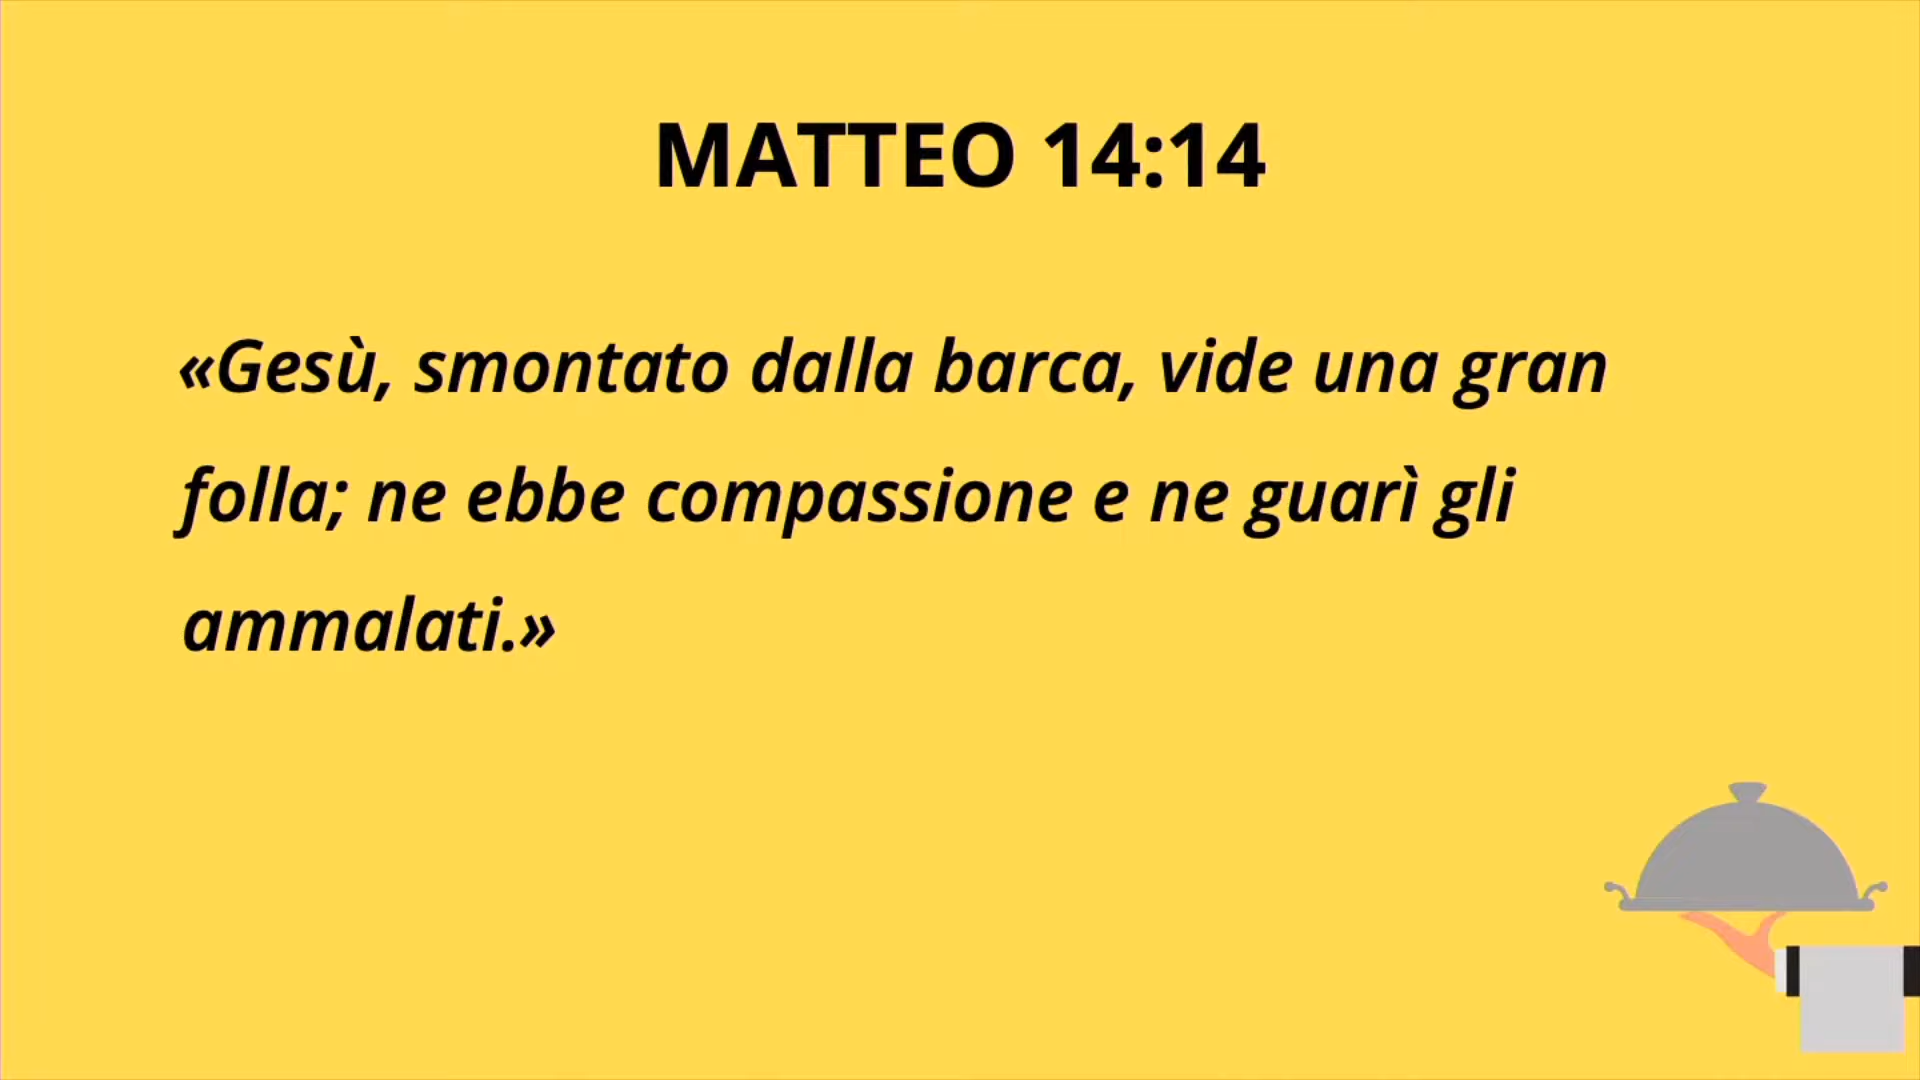 MATTEO 14:14
«Gesù, smontato dalla barca, vide una gran
folla; ne ebbe compassione e ne guarì gli
ammalati.»